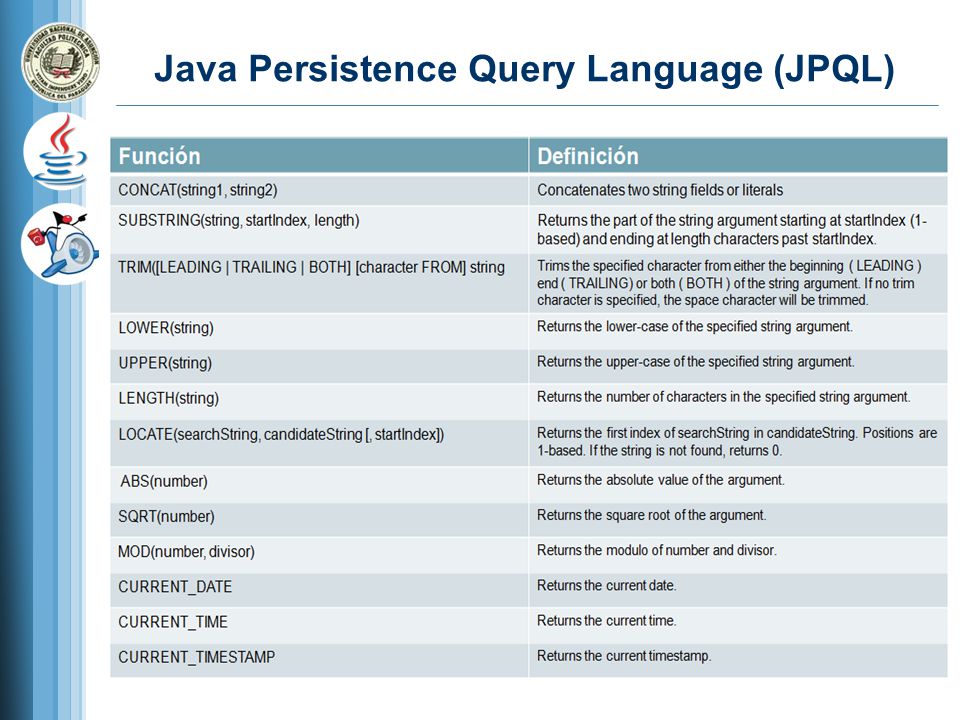 UNIVERSIDAD NACIONAL DE ASUNCION
FACULTAD POLITECNICA
REPUBLICA DEL PARAGUAY
Java Persistence Query Language (JPQL)
Función Definición
CONCAT(string1, string2) Concatenates two string fields or literals
SUBSTRING(string, startIndex, length) Returns the part of the string argument starting at startIndex (1-
based) and ending at length characters past startIndex.
TRIM([LEADING | TRAILING | BOTH] [character FROM] string Trims the specified character from either the beginning ( LEADING )
end ( TRAILING) or both ( BOTH ) of the string argument. If no trim
character is specified, the space character will be trimmed.
LOWER(string) Returns the lower-case of the specified string argument.
UPPER(string) Returns the upper-case of the specified string argument.
LENGTH(string) Returns the number of characters in the specified string argument.
LOCATE(searchString, candidateString [, startIndex]) Returns the first index of searchString in candidateString. Positions are
1-based. If the string is not found, returns 0.
ABS(number) Returns the absolute value of the argument.
SQRT(number) Returns the square root of the argument.
MOD(number, divisor) Returns the modulo of number and divisor.
CURRENT_DATE Returns the current date.
CURRENT_TIME Returns the current time.
CURRENT_TIMESTAMP Returns the current timestamp.